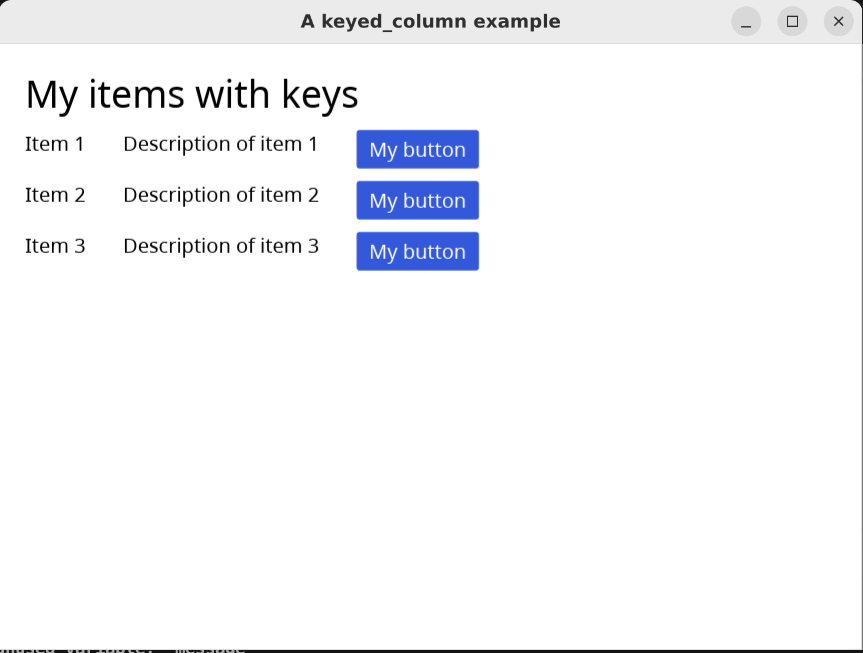 A keyed_column example
My items with keys
Item 1 Description of item 1 My button
Item 2 Description of item 2 My button
Item 3 Description of item 3 My button